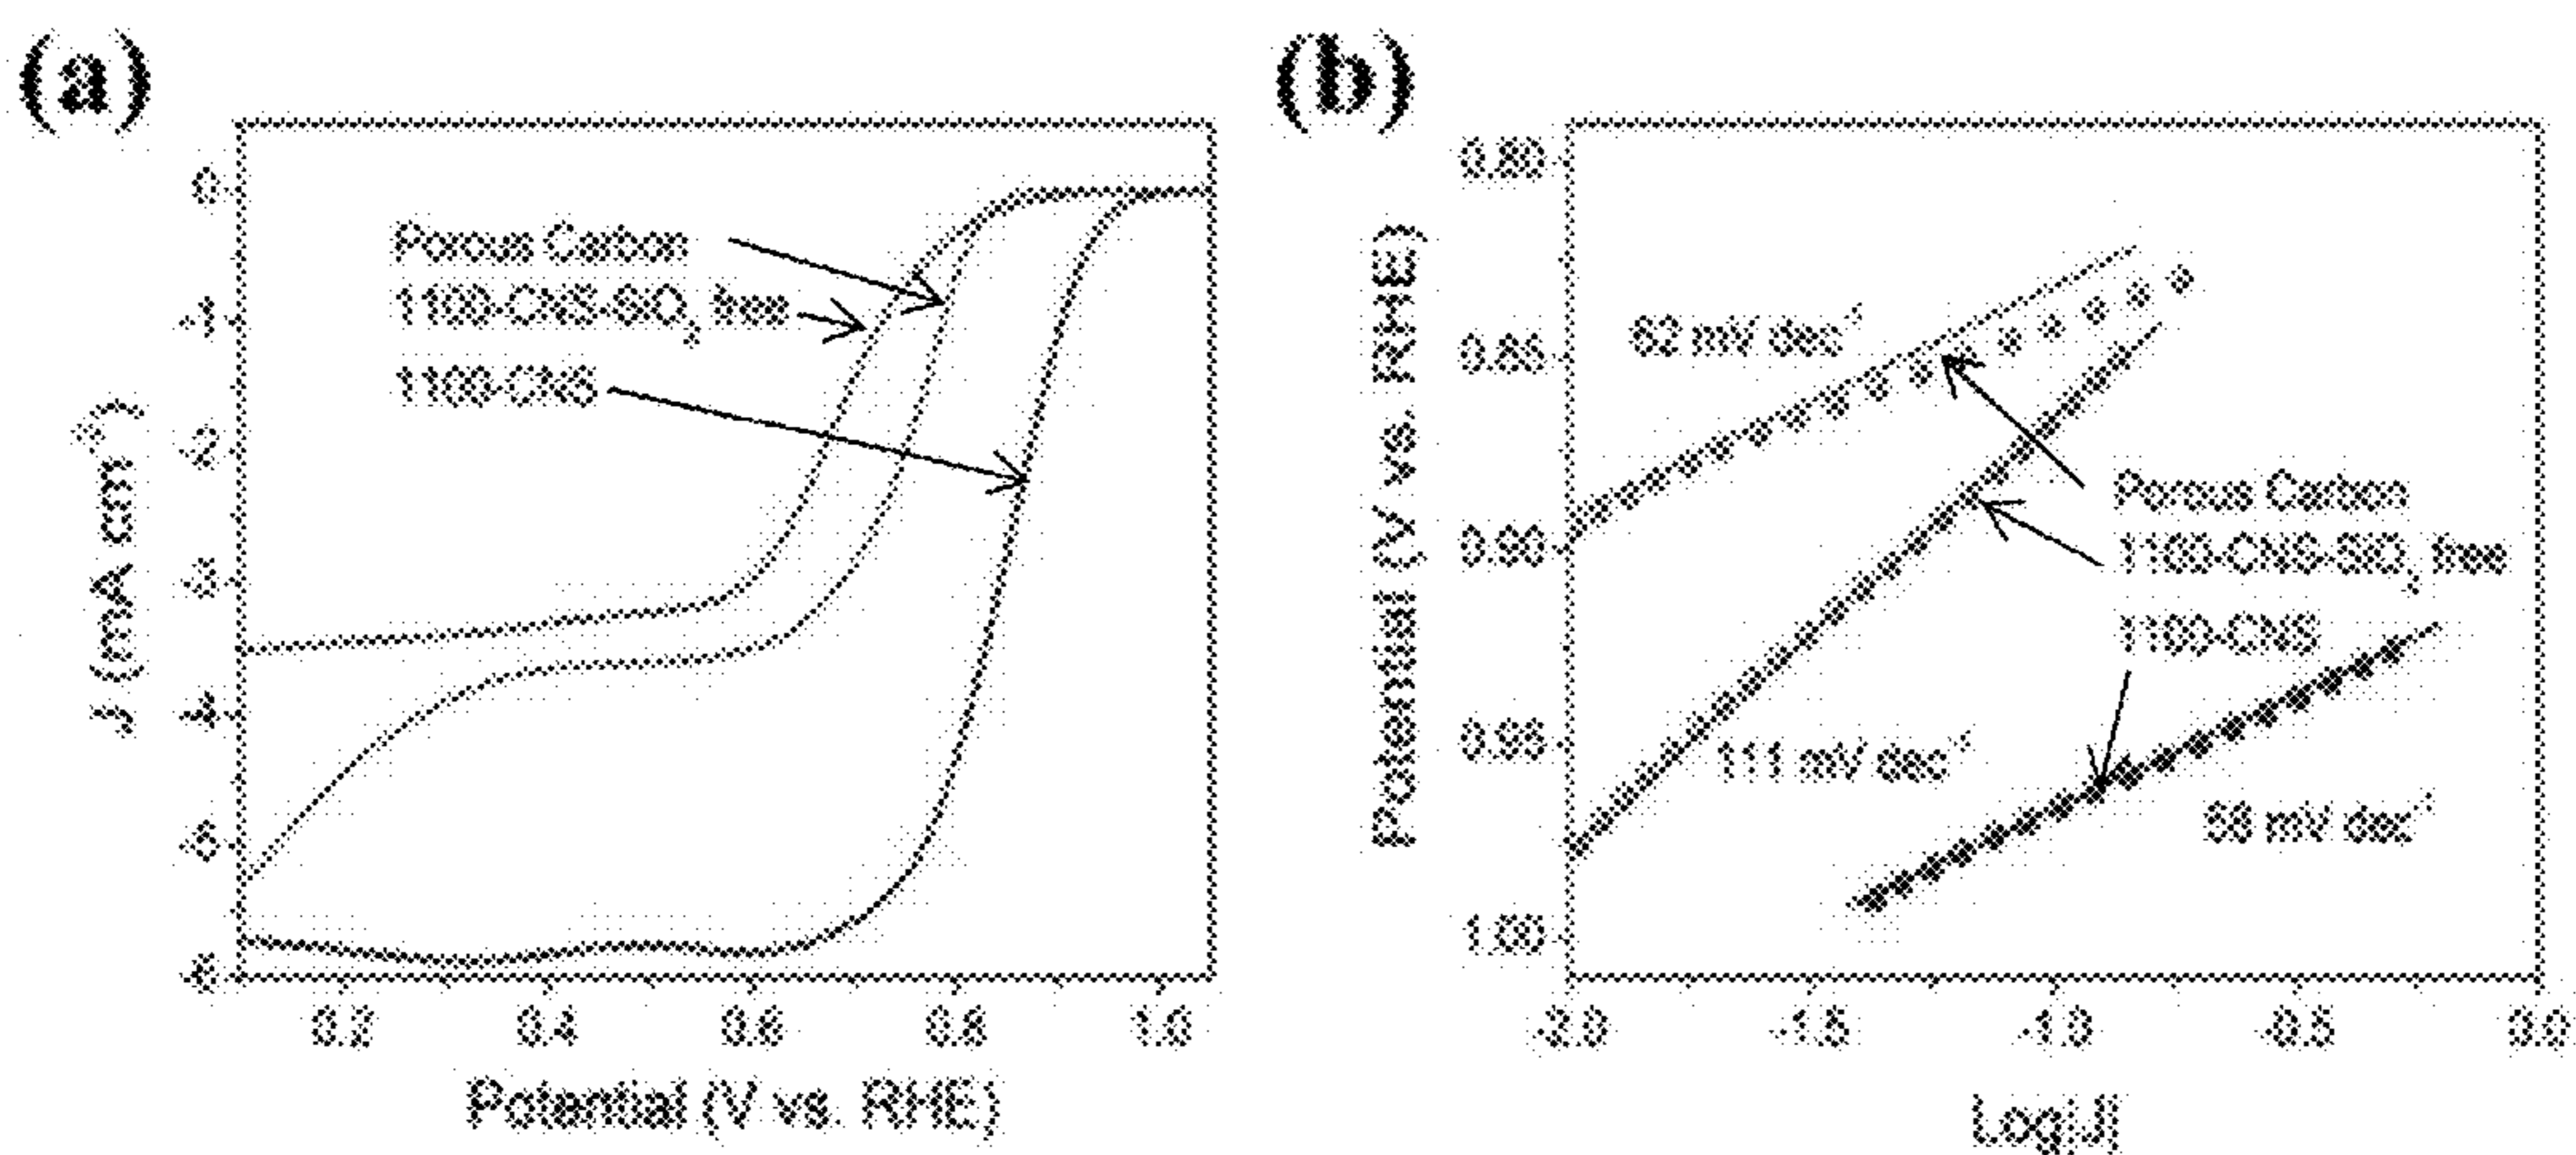 (a)
0
-1
-2
-3
-4
-5
-6
J (mA cm⁻²)
Porous Carbon
1100-CNS-SiO₂ free
1100-CNS
0.2 0.4 0.6 0.8 1.0
Potential (V vs. RHE)
(b)
0.80
0.85
0.90
0.95
1.00
Potential (V vs. RHE)
62 mV dec⁻¹
111 mV dec⁻¹
mV dec⁻¹
Porous Carbon
1100-CNS-SiO₂ free
1100-CNS
-2.0 -1.5 -1.0 -0.5 0.0
Log|J|